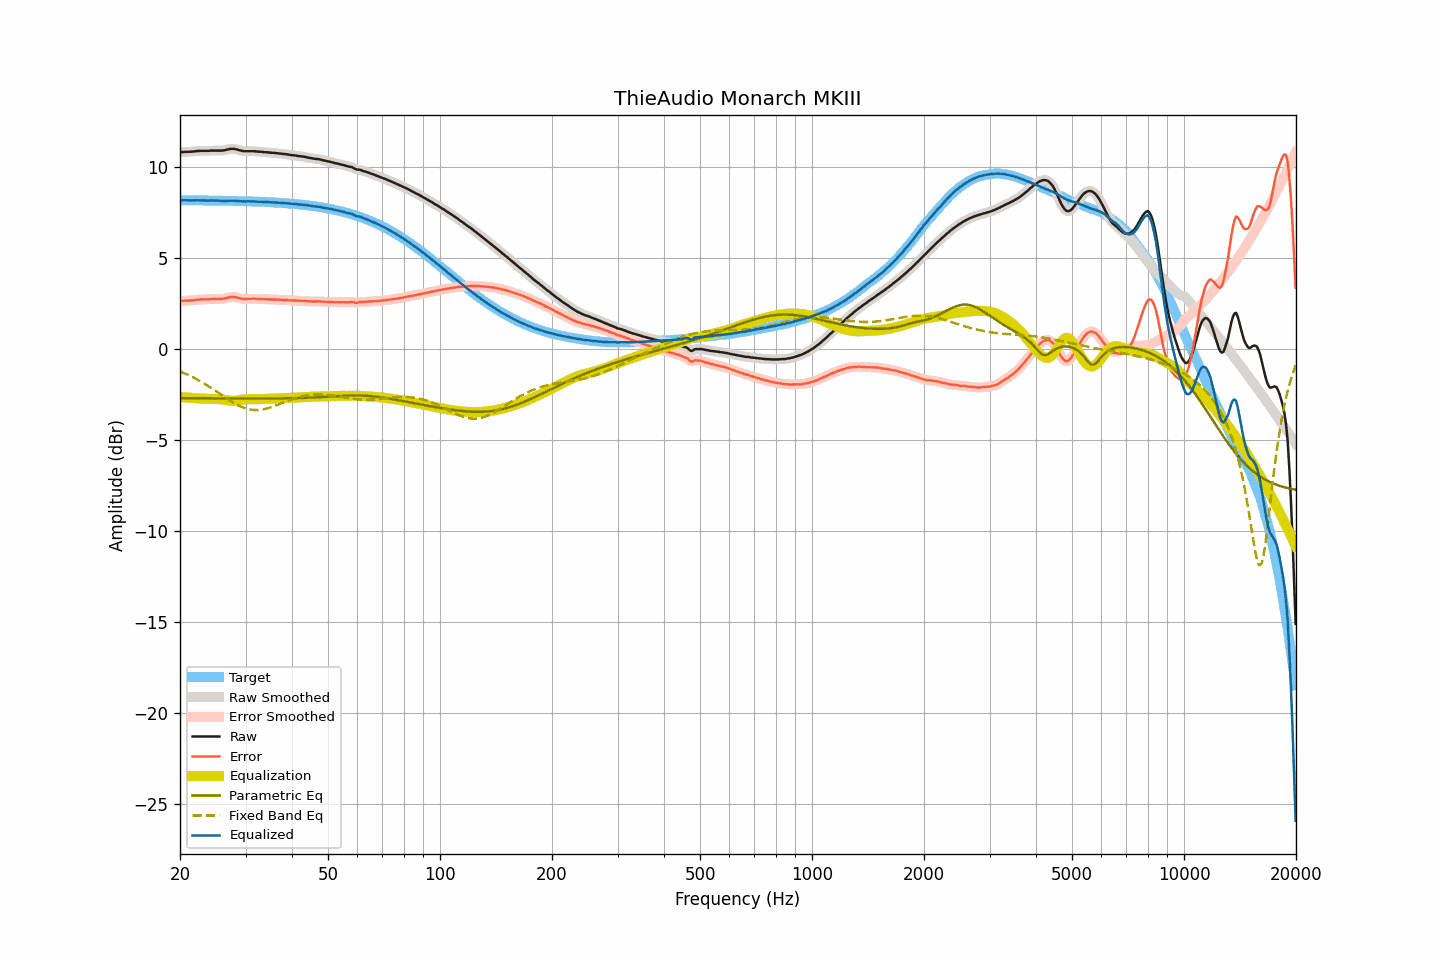 ThieAudio Monarch MKIII
Amplitude (dBr)
10
5
0
−5
−10
−15
−20
−25
Target
Raw Smoothed
Error Smoothed
Raw
Error
Equalization
Parametric Eq
Fixed Band Eq
Equalized
20 50 100 200 500 1000 2000 5000 10000 20000
Frequency (Hz)